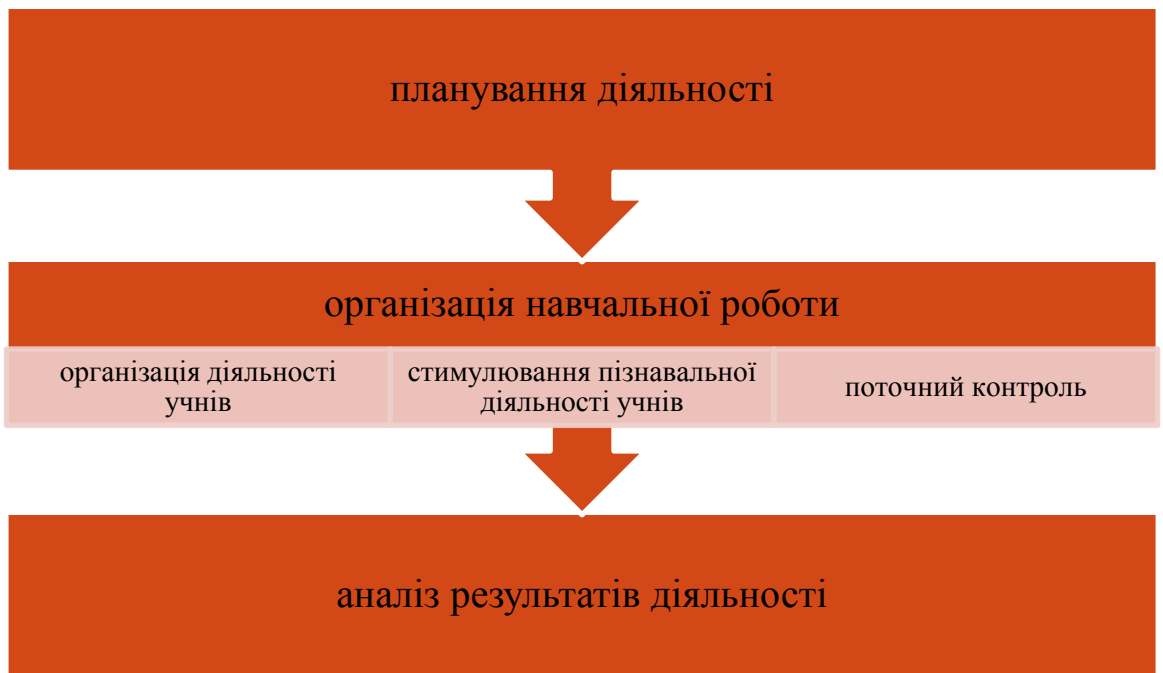 планування діяльності
організація навчальної роботи
організація діяльності
учнів
стимулювання пізнавальної
діяльності учнів
поточний контроль
аналіз результатів діяльності